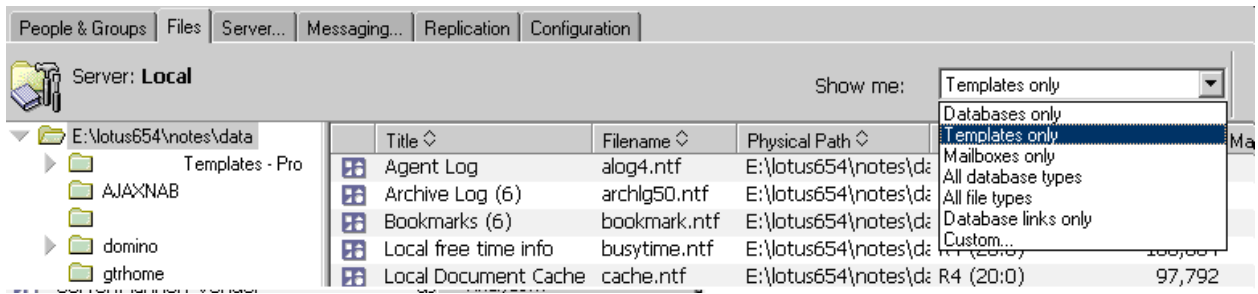 People & Groups Files Server... Messaging... Replication Configuration
Server: Local
Show me: Templates only
Databases only
Templates only
Mailboxes only
All database types
All file types
Database links only
Custom...
E:\lotus654\notes\data
Templates - Pro
AJAXNAB
domino
gtrhome
Title Filename Physical Path
Agent Log alog4.ntf E:\lotus654\notes\da
Archive Log (6) archlg50.ntf E:\lotus654\notes\da
Bookmarks (6) bookmark.ntf E:\lotus654\notes\da
Local free time info busytime.ntf E:\lotus654\notes\da
Local Document Cache cache.ntf E:\lotus654\notes\da R4 (20:0) 97,792